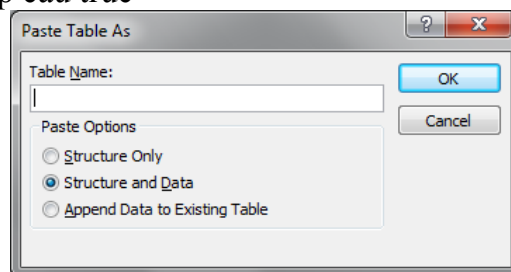 Paste Table As
Table Name:
OK
Cancel
Paste Options
Structure Only
Structure and Data
Append Data to Existing Table